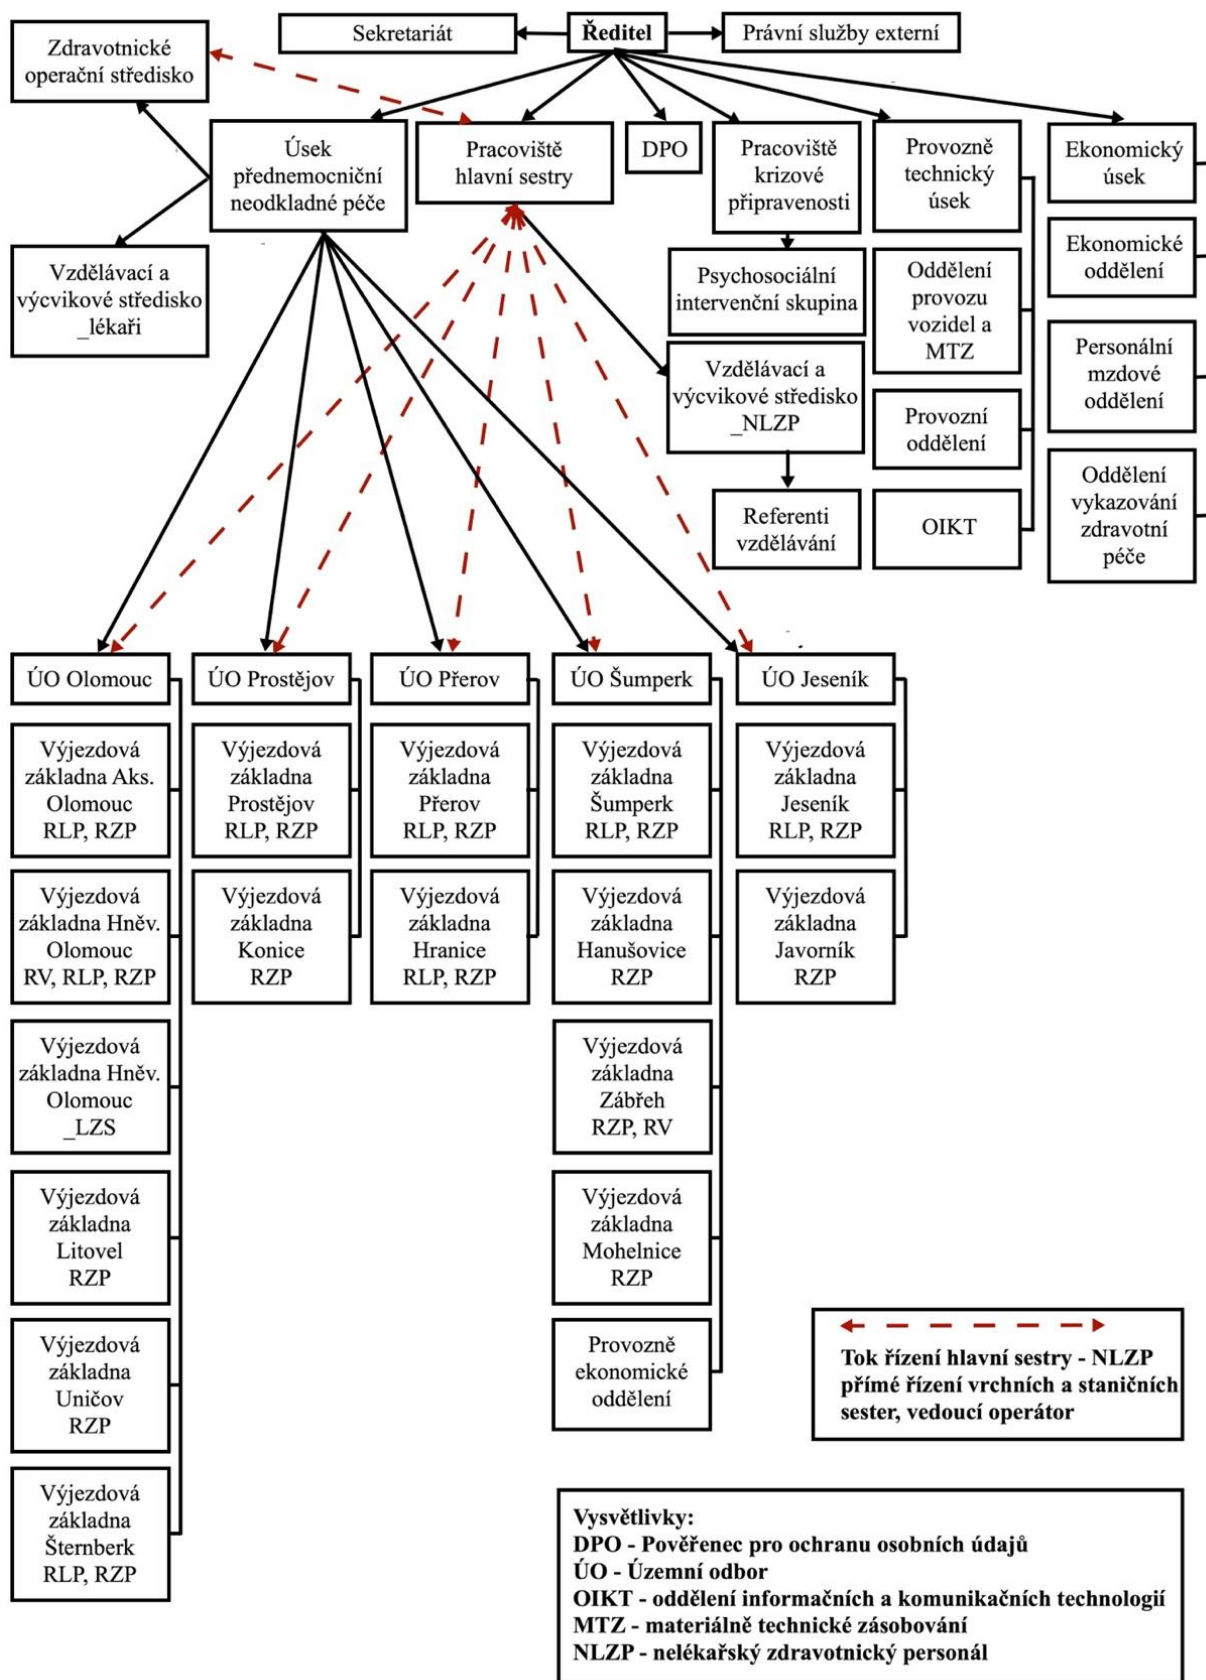 Sekretariát
Ředitel
Právní služby externí
Zdravotnické
operační středisko
Úsek
přednemocniční
neodkladné péče
Pracoviště
hlavní sestry
DPO
Pracoviště
krizové
připravenosti
Provozně
technický
úsek
Ekonomický
úsek
Vzdělávací a
výcvikové středisko
_lékaři
Psychosociální
intervenční skupina
Vzdělávací a
výcvikové středisko
_NLZP
Referenti
vzdělávání
Oddělení
provozu
vozidel a
MTZ
Provozní
oddělení
OIKT
Ekonomické
oddělení
Personální
mzdové
oddělení
Oddělení
vykazování
zdravotní
péče
ÚO Olomouc
Výjezdová
základna Aks.
Olomouc
RLP, RZP
Výjezdová
základna Hněv.
Olomouc
RV, RLP, RZP
Výjezdová
základna Hněv.
Olomouc
_LZS
Výjezdová
základna
Litovel
RZP
Výjezdová
základna
Uničov
RZP
Výjezdová
základna
Šternberk
RLP, RZP
ÚO Prostějov
Výjezdová
základna
Prostějov
RLP, RZP
Výjezdová
základna
Konice
RZP
ÚO Přerov
Výjezdová
základna
Přerov
RLP, RZP
Výjezdová
základna
Hranice
RLP, RZP
ÚO Šumperk
Výjezdová
základna
Šumperk
RLP, RZP
Výjezdová
základna
Hanušovice
RZP
Výjezdová
základna
Zábřeh
RZP, RV
Výjezdová
základna
Mohelnice
RZP
Provozně
ekonomické
oddělení
ÚO Jeseník
Výjezdová
základna
Jeseník
RLP, RZP
Výjezdová
základna
Javorník
RZP
Tok řízení hlavní sestry - NLZP
přímé řízení vrchních a staničních
sester, vedoucí operátor
Vysvětlivky:
DPO - Pověřenec pro ochranu osobních údajů
ÚO - Územní odbor
OIKT - oddělení informačních a komunikačních technologií
MTZ - materiálně technické zásobování
NLZP - nelékařský zdravotnický personál